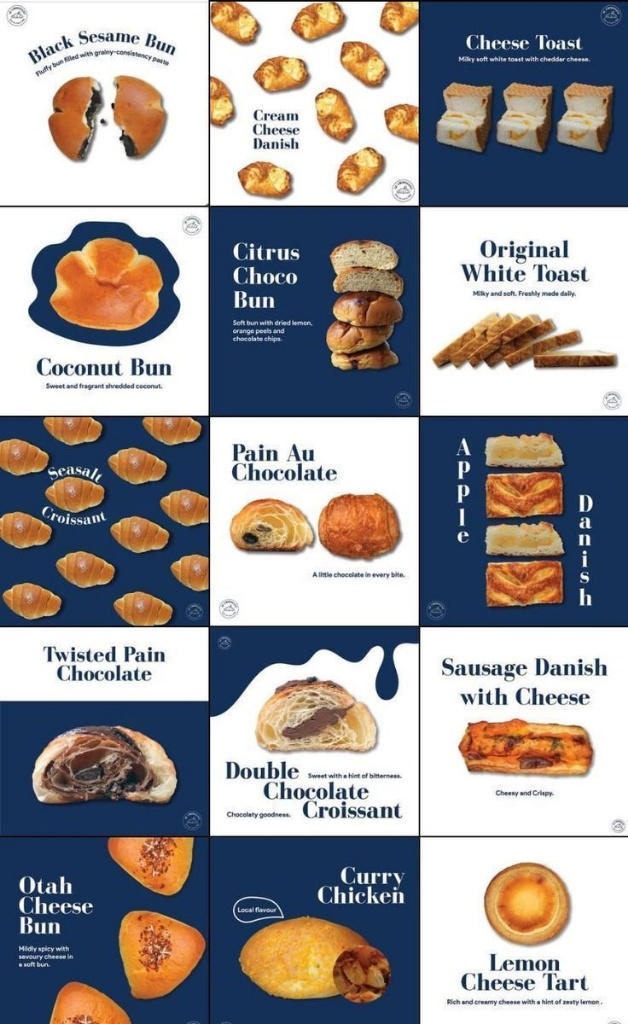 Black Sesame Bun
Fluffy bun filled with grainy-consistency paste
Cream
Cheese
Danish
Cheese Toast
Milky soft white toast with cheddar cheese.
Coconut Bun
Sweet and fragrant shredded coconut.
Citrus
Choco
Bun
Soft bun with dried lemon,
orange peels and
chocolate chips.
Original
White Toast
Milky and soft. Freshly made daily.
Seasalt
Croissant
Pain Au
Chocolate
A little chocolate in every bite.
Apple
Danish
Twisted Pain
Chocolate
Double
Sweet with a hint of bitterness.
Chocolate
Chocolaty goodness.
Croissant
Sausage Danish
with Cheese
Cheesy and Crispy.
Otah
Cheese
Bun
Mildly spicy with
savoury cheese in
a soft bun.
Curry
Chicken
Local flavour
Lemon
Cheese Tart
Rich and creamy cheese with a hint of zesty lemon .